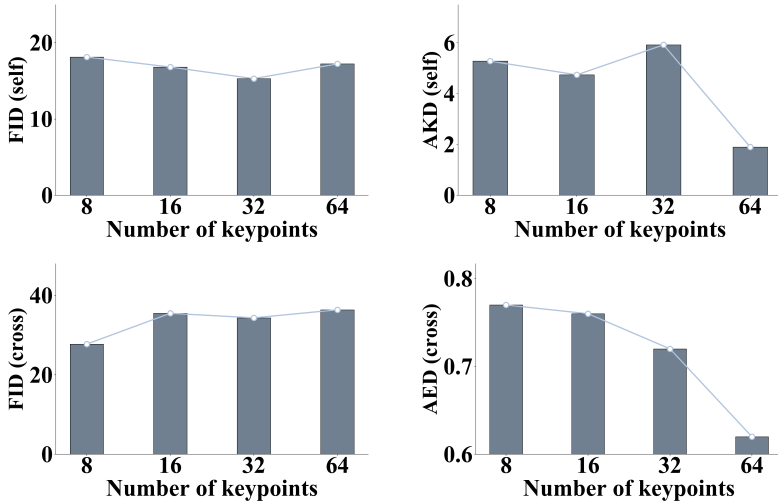 FID (self)
20
10
0
8 16 32 64
Number of keypoints
AKD (self)
6
4
2
0
8 16 32 64
Number of keypoints
FID (cross)
40
20
0
8 16 32 64
Number of keypoints
AED (cross)
0.8
0.7
0.6
8 16 32 64
Number of keypoints